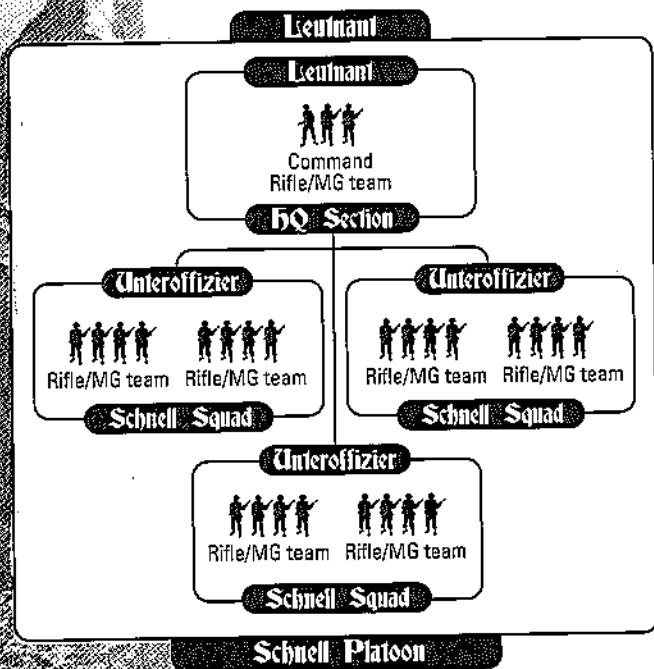 Leutnant
Leutnant
Command
Rifle/MG team
HQ Section
Unteroffizier
Rifle/MG team Rifle/MG team
Schnell Squad
Unteroffizier
Rifle/MG team Rifle/MG team
Schnell Squad
Unteroffizier
Rifle/MG team Rifle/MG team
Schnell Squad
Schnell Platoon